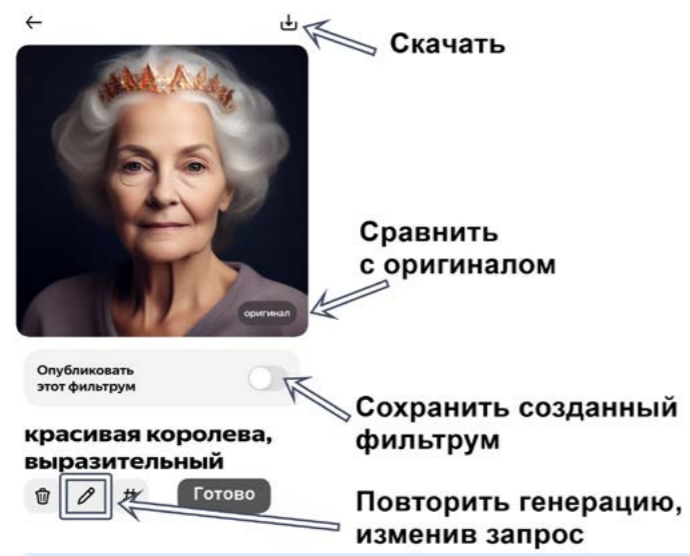 Скачать
Сравнить
с оригиналом
оригинал
Опубликовать
этот фильтрум
Сохранить созданный
фильтрум
красивая королева,
выразительный
#
Готово
Повторить генерацию,
изменив запрос